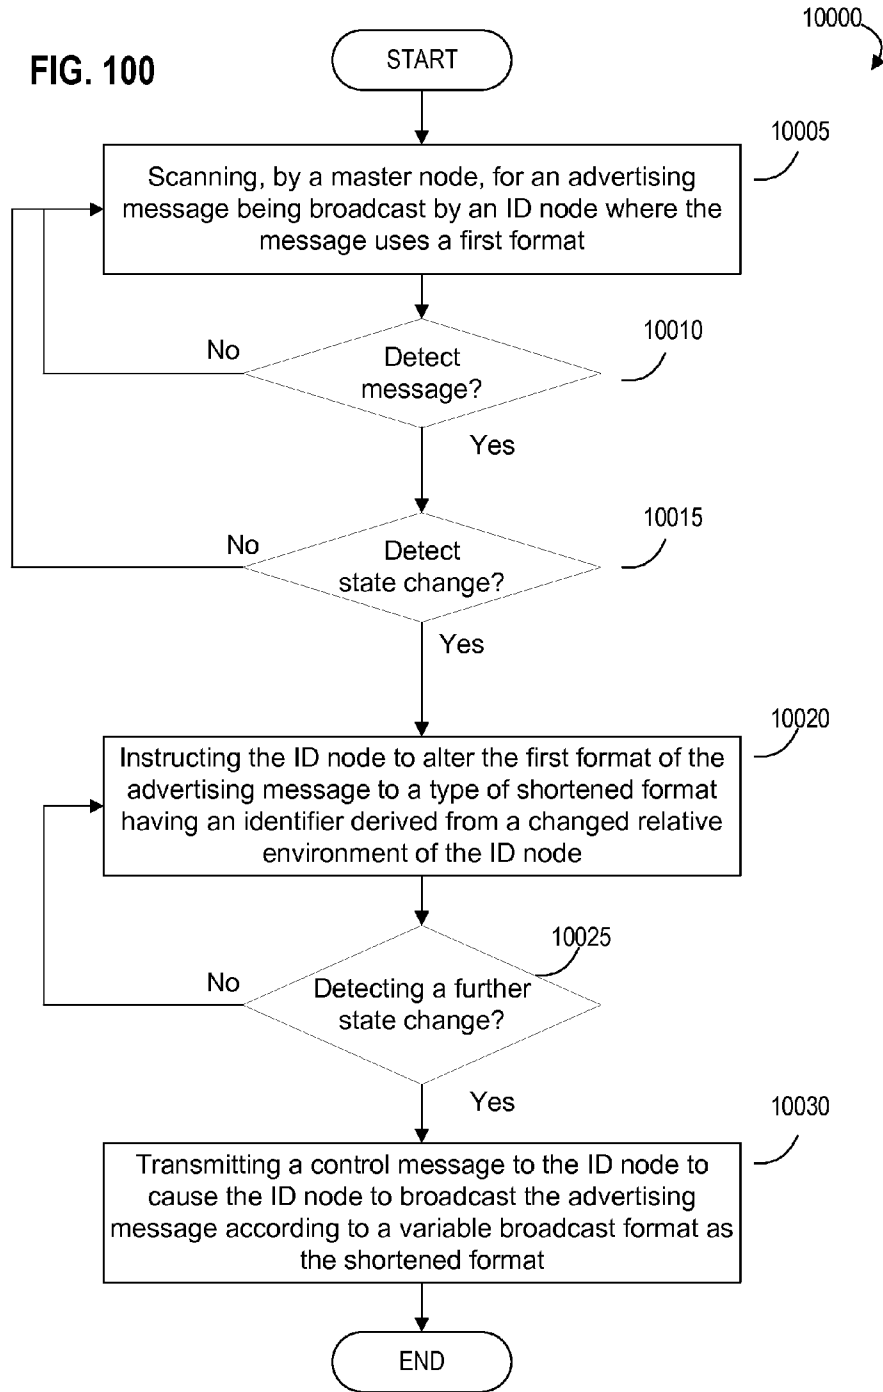 10000
FIG. 100
START
10005
Scanning, by a master node, for an advertising
message being broadcast by an ID node where the
message uses a first format
No
Detect
message?
10010
Yes
No
Detect
state change?
10015
Yes
10020
Instructing the ID node to alter the first format of the
advertising message to a type of shortened format
having an identifier derived from a changed relative
environment of the ID node
10025
No
Detecting a further
state change?
Yes
10030
Transmitting a control message to the ID node to
cause the ID node to broadcast the advertising
message according to a variable broadcast format as
the shortened format
END